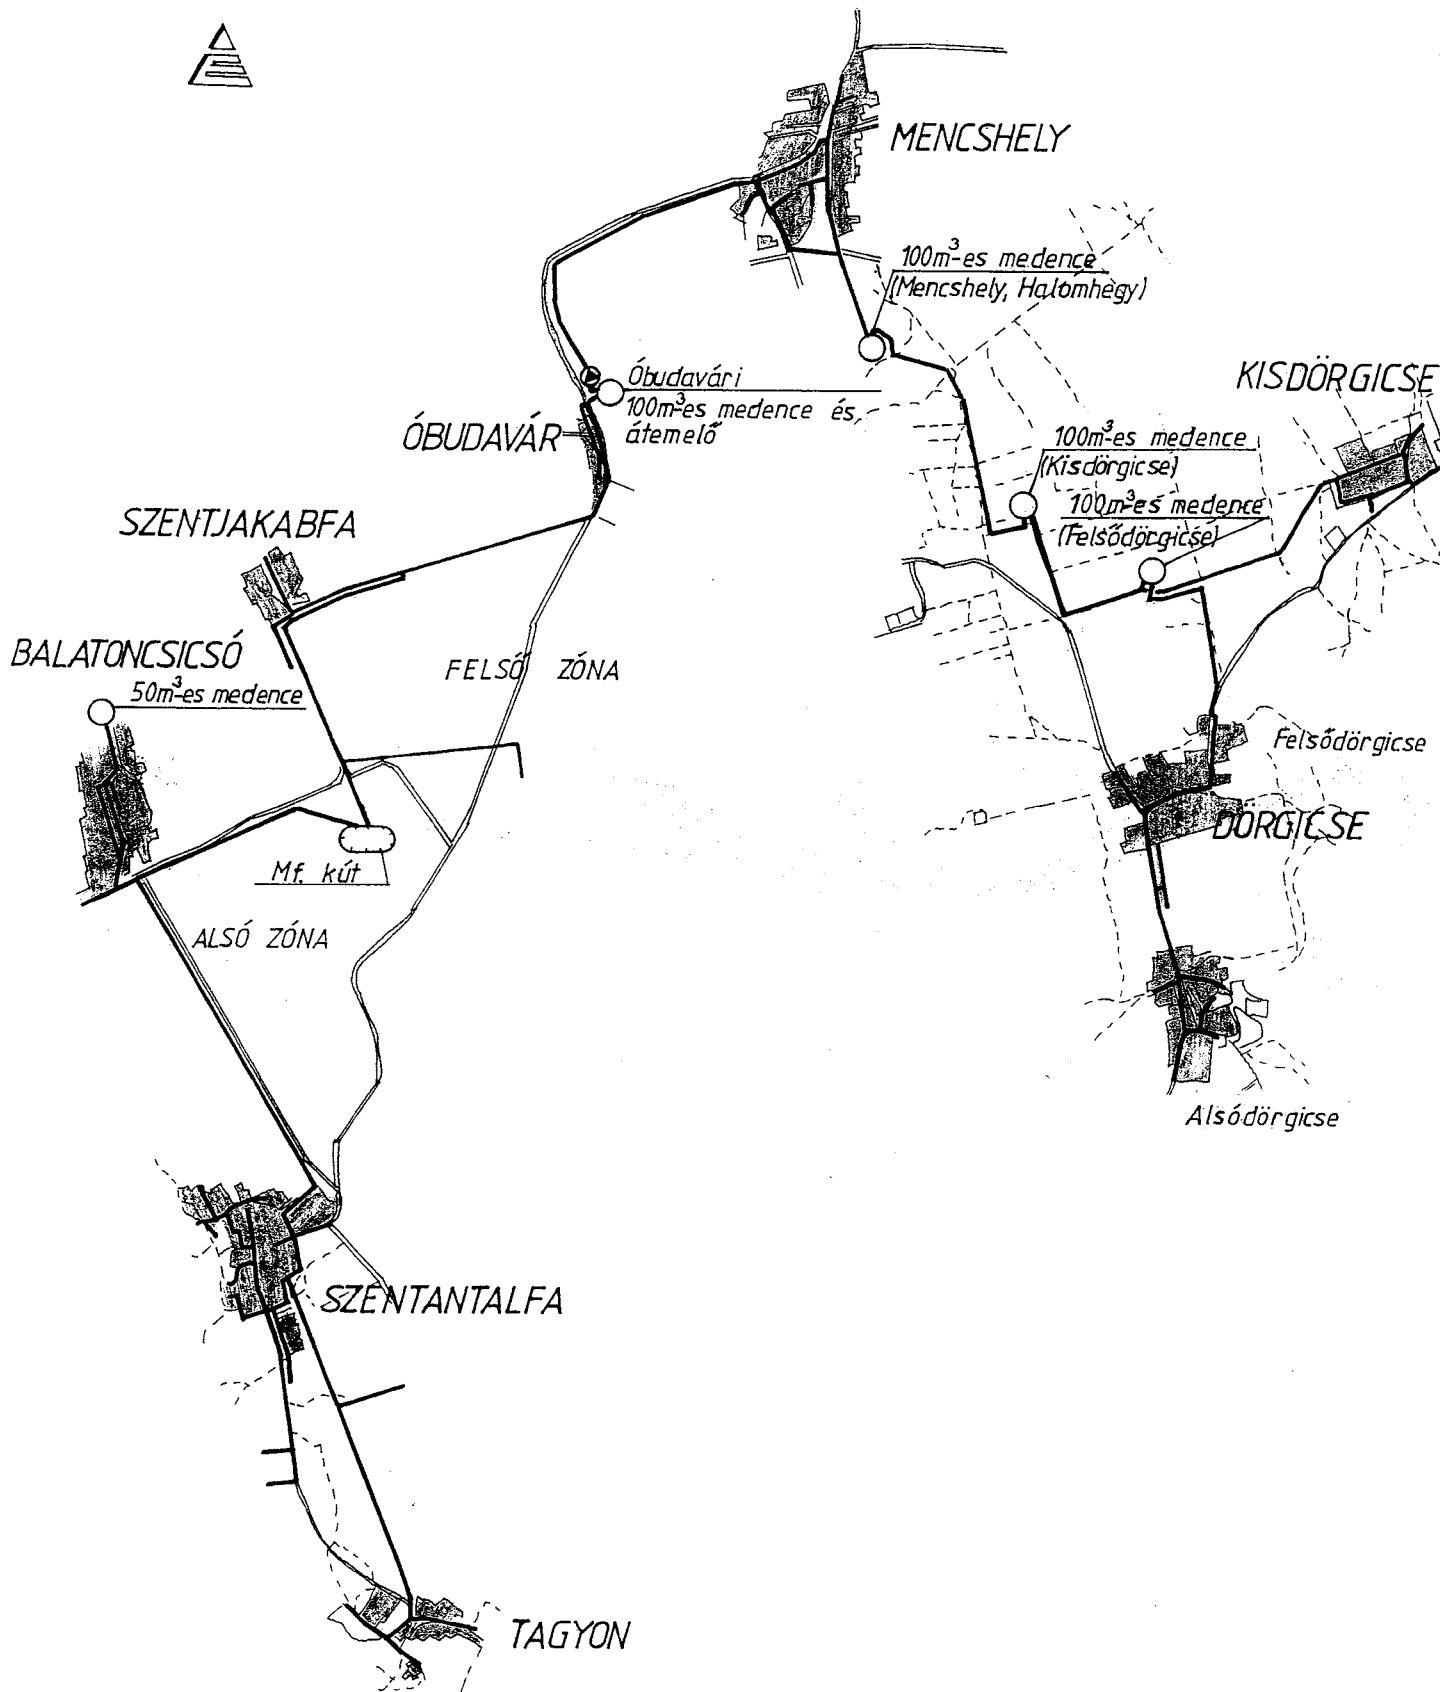 É
MENCSHELY
100m³-es medence
(Mencshely, Halomhegy)
KISDÖRGICSE
Óbudavári
100m³-es medence és
átemelő
ÓBUDAVÁR
100m³-es medence
(Kisdörgicse)
100m³-es medence
(Felsődörgicse)
SZENTJAKABFA
BALATONCSICSÓ
50m³-es medence
FELSŐ ZÓNA
Felsődörgicse
DÖRGICSE
Mf. kút
ALSÓ ZÓNA
Alsódörgicse
SZENTANTALFA
TAGYON